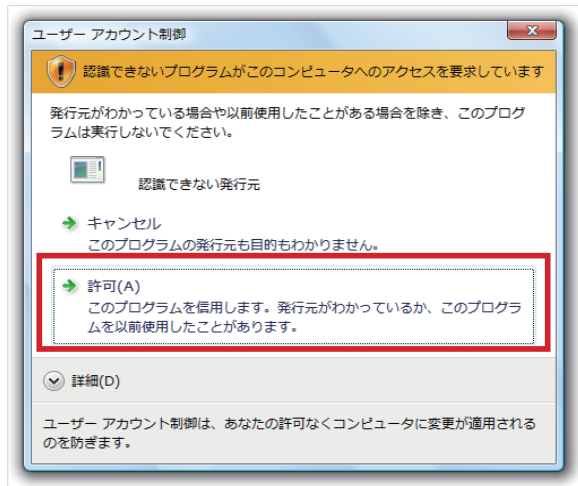 ユーザー アカウント制御
認識できないプログラムがこのコンピュータへのアクセスを要求しています
発行元がわかっている場合や以前使用したことがある場合を除き、このプログ
ラムは実行しないでください。
認識できない発行元
キャンセル
このプログラムの発行元も目的もわかりません。
許可(A)
このプログラムを信用します。発行元がわかっているか、このプログラ
ムを以前使用したことがあります。
詳細(D)
ユーザー アカウント制御は、あなたの許可なくコンピュータに変更が適用される
のを防ぎます。